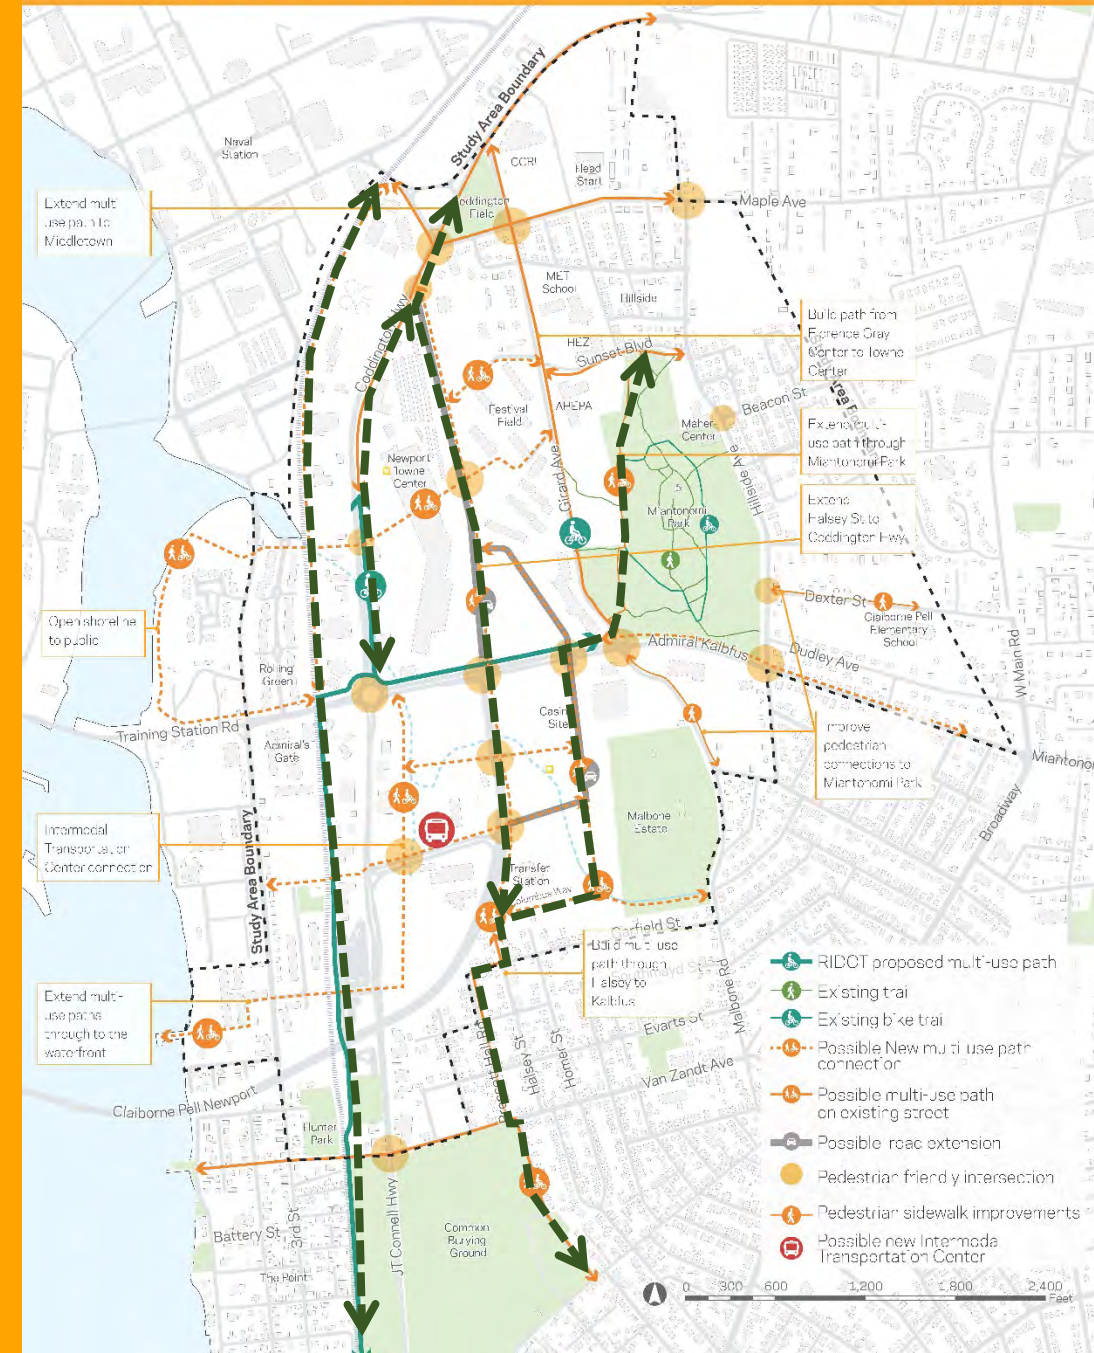 Study Area Boundary
Naval
Station
CCRI
Head
Start
Extend multi
use path to
Middletown
Field
Maple Ave
MET
School
Hillside
Build path from
Florence Gray
Center to Towne
Center
HEZ
Sunset Blvd
Coddington Hwy
AHEPA
Festival
Field
Beacon St
Maher
Center
Extend multi-
use path through
Miantonomi Park
Newport
Towne
Center
Girard Ave
Hillside Ave
Miantonomi
Park
Extend
Halsey St to
Coddington Hwy
Open shoreline
to public
Dexter St
Claiborne Pell
Elementary
School
Admiral Kalbfus
Dudley Ave
W Main Rd
Rolling
Green
Training Station Rd
Admiral's
Gate
Casino
Site
Improve
pedestrian
connections to
Miantonomi Park
Miantonomi
Broadway
Malbone
Estate
Intermodal
Transportation
Center connection
Study Area Boundary
Transfer
Station
Columbus Way
Garfield St
Build multi-use
path through
Halsey to
Kalbfus
Malbone Rd
Extend multi-
use paths
through to the
waterfront
Evarts St
Van Zandt Ave
Halsey St
Homer St
Claiborne Pell Newport
Hunter
Park
Battery St
3rd St
JT Connell Hwy
Common
Burying
Ground
The Point
RIDOT proposed multi-use path
Existing trail
Existing bike trail
Possible New multi use path
connection
Possible multi-use path
on existing street
Possible road extension
Pedestrian friendly intersection
Pedestrian sidewalk improvements
Possible new Intermodal
Transportation Center
0 300 600 1,200 1,800 2,400
Feet